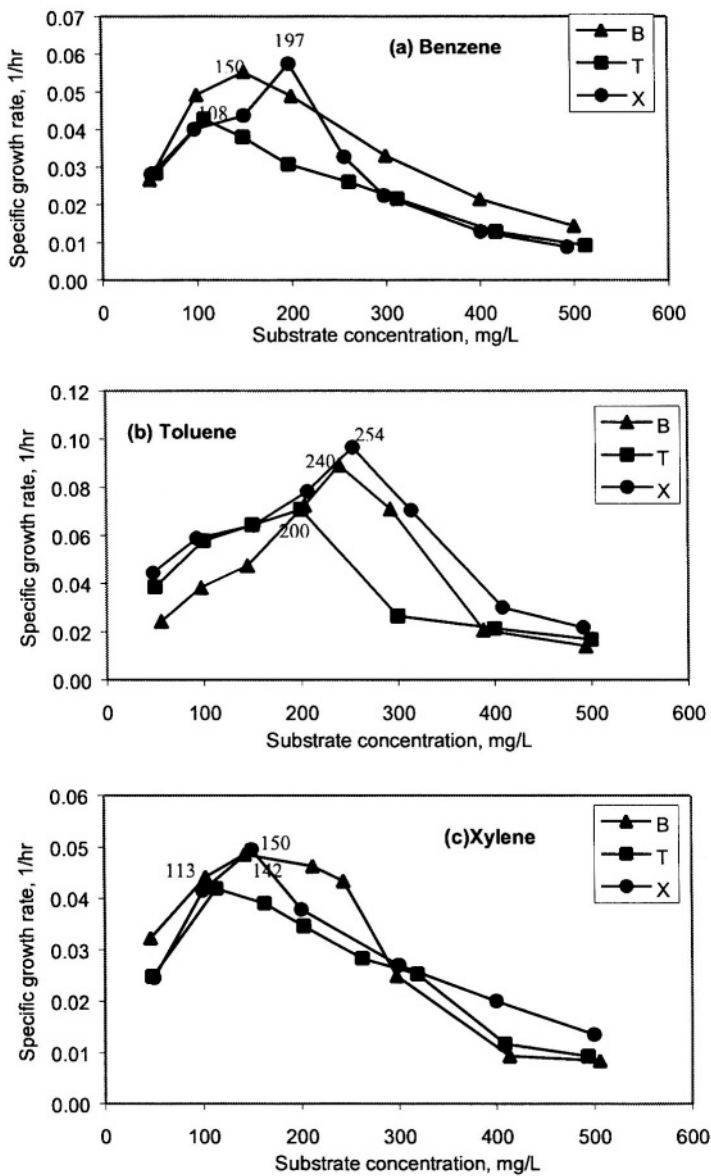 0.07
0.06
0.05
0.04
0.03
0.02
0.01
0.00
Specific growth rate, 1/hr
197
150
108
(a) Benzene
B
T
X
0 100 200 300 400 500 600
Substrate concentration, mg/L
0.12
0.10
0.08
0.06
0.04
0.02
0.00
Specific growth rate, 1/hr
(b) Toluene
254
240
200
B
T
X
0 100 200 300 400 500 600
Substrate concentration, mg/L
0.06
0.05
0.04
0.03
0.02
0.01
0.00
Specific growth rate, 1/hr
150
113 142
(c)Xylene
B
T
X
0 100 200 300 400 500 600
Substrate concentration, mg/L